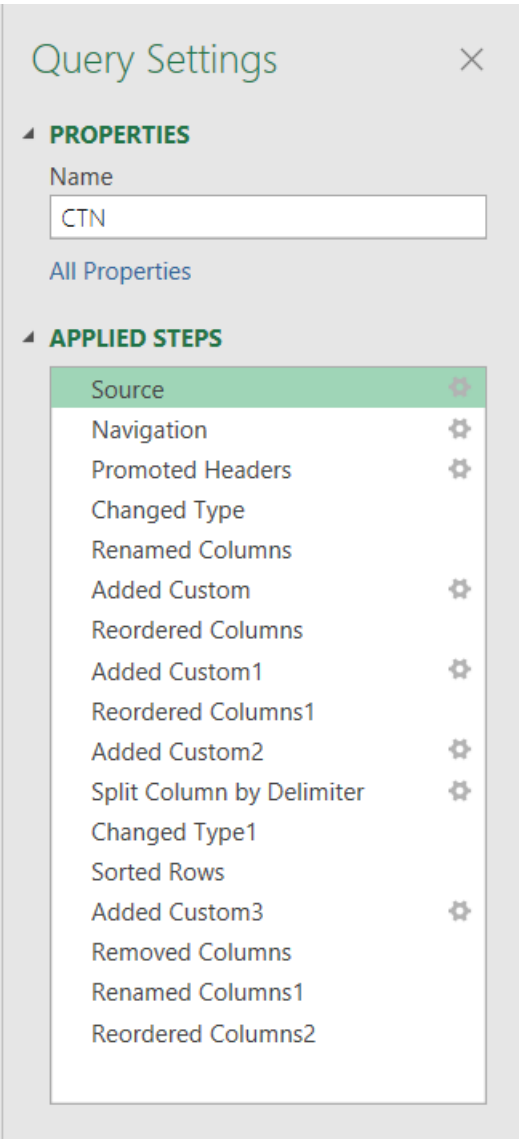 Query Settings
PROPERTIES
Name
CTN
All Properties
APPLIED STEPS
Source
Navigation
Promoted Headers
Changed Type
Renamed Columns
Added Custom
Reordered Columns
Added Custom1
Reordered Columns1
Added Custom2
Split Column by Delimiter
Changed Type1
Sorted Rows
Added Custom3
Removed Columns
Renamed Columns1
Reordered Columns2